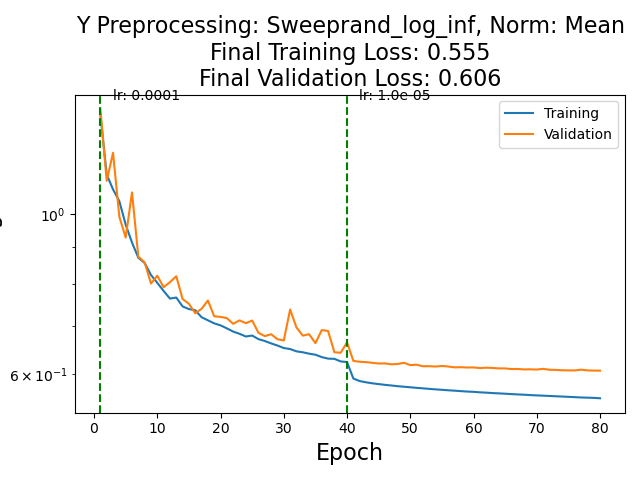 Y Preprocessing: Sweeprand_log_inf, Norm: Mean
Final Training Loss: 0.555
Final Validation Loss: 0.606
lr: 0.0001
lr: 1.0e-05
Training
Validation
10⁰
6 × 10⁻¹
0 10 20 30 40 50 60 70 80
Epoch